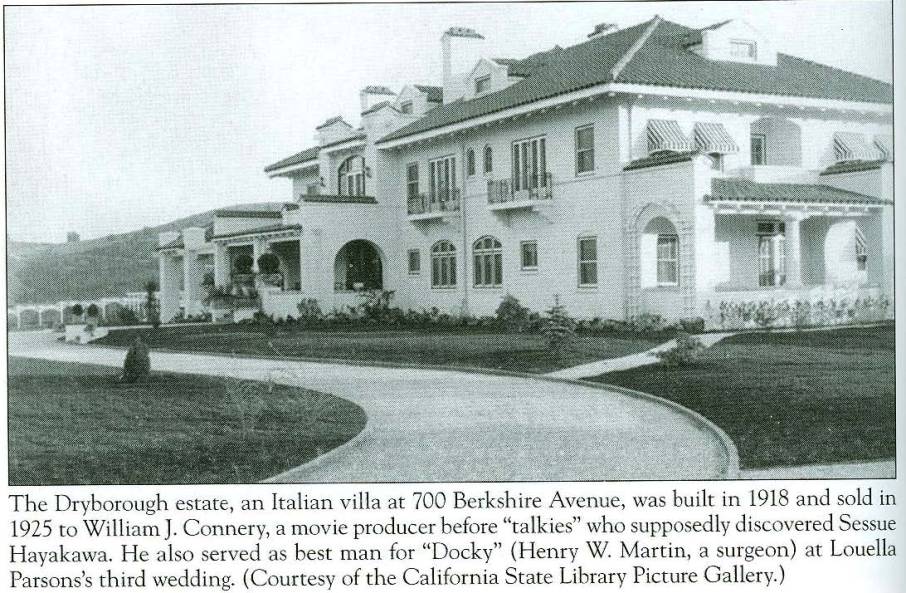 The Dryborough estate, an Italian villa at 700 Berkshire Avenue, was built in 1918 and sold in
1925 to William J. Connery, a movie producer before “talkies” who supposedly discovered Sessue
Hayakawa. He also served as best man for “Docky” (Henry W. Martin, a surgeon) at Louella
Parsons’s third wedding. (Courtesy of the California State Library Picture Gallery.)